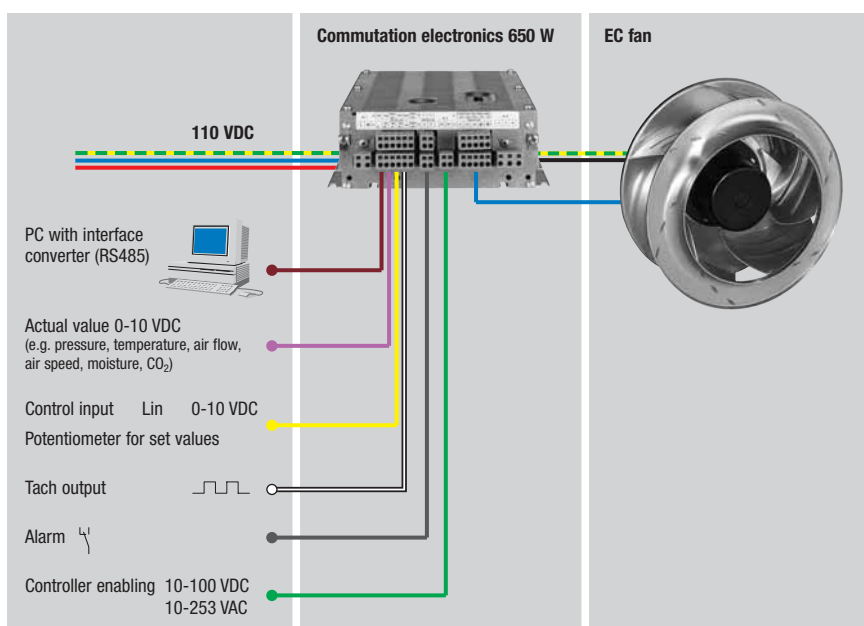 Commutation electronics 650 W
EC fan
110 VDC
PC with interface
converter (RS485)
Actual value 0-10 VDC
(e.g. pressure, temperature, air flow,
air speed, moisture, CO₂)
Control input Lin 0-10 VDC
Potentiometer for set values
Tach output
Alarm
Controller enabling 10-100 VDC
10-253 VAC